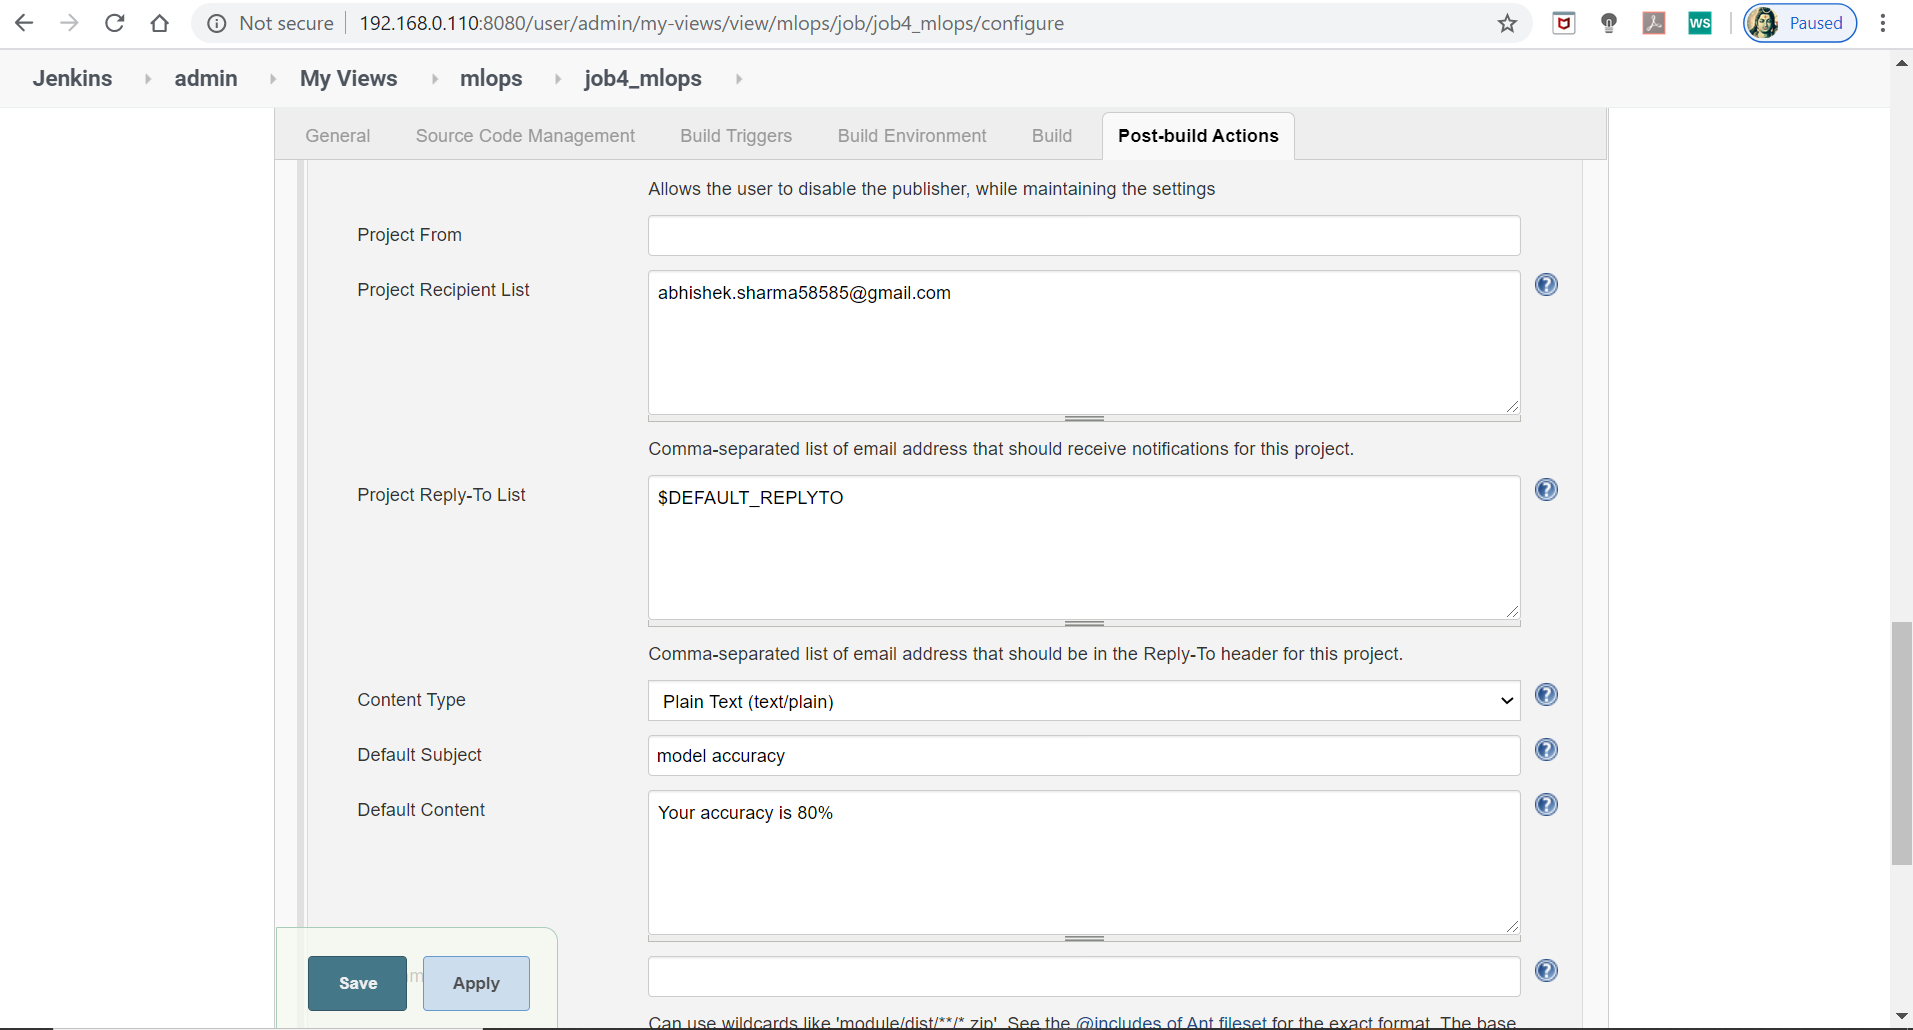 Not secure 192.168.0.110:8080/user/admin/my-views/view/mlops/job/job4_mlops/configure WS Paused
Jenkins admin My Views mlops job4_mlops
General Source Code Management Build Triggers Build Environment Build Post-build Actions
Allows the user to disable the publisher, while maintaining the settings
Project From
Project Recipient List abhishek.sharma58585@gmail.com
Comma-separated list of email address that should receive notifications for this project.
Project Reply-To List $DEFAULT_REPLYTO
Comma-separated list of email address that should be in the Reply-To header for this project.
Content Type Plain Text (text/plain)
Default Subject model accuracy
Default Content Your accuracy is 80%
Save Apply
Can use wildcards like 'module/dist/**/*.zip'. See the @includes of Ant fileset for the exact format. The base